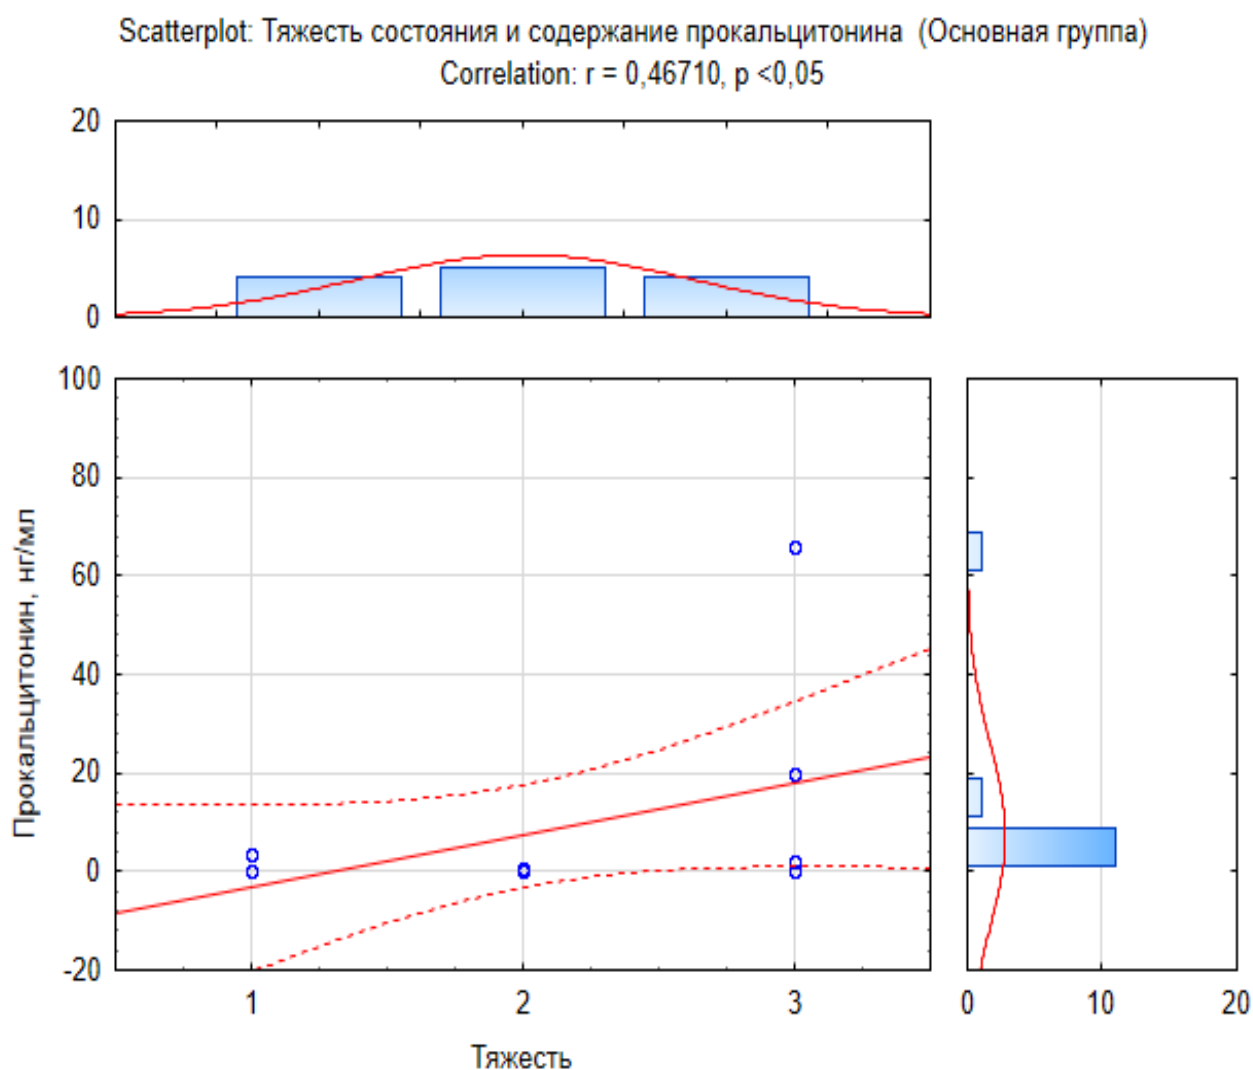 Scatterplot: Тяжесть состояния и содержание прокальцитонина (Основная группа)
Correlation: r = 0,46710, p <0,05
20
10
0
100
80
60
40
20
0
-20
Прокальцитонин, нг/мл
1 2 3
Тяжесть
0 10 20